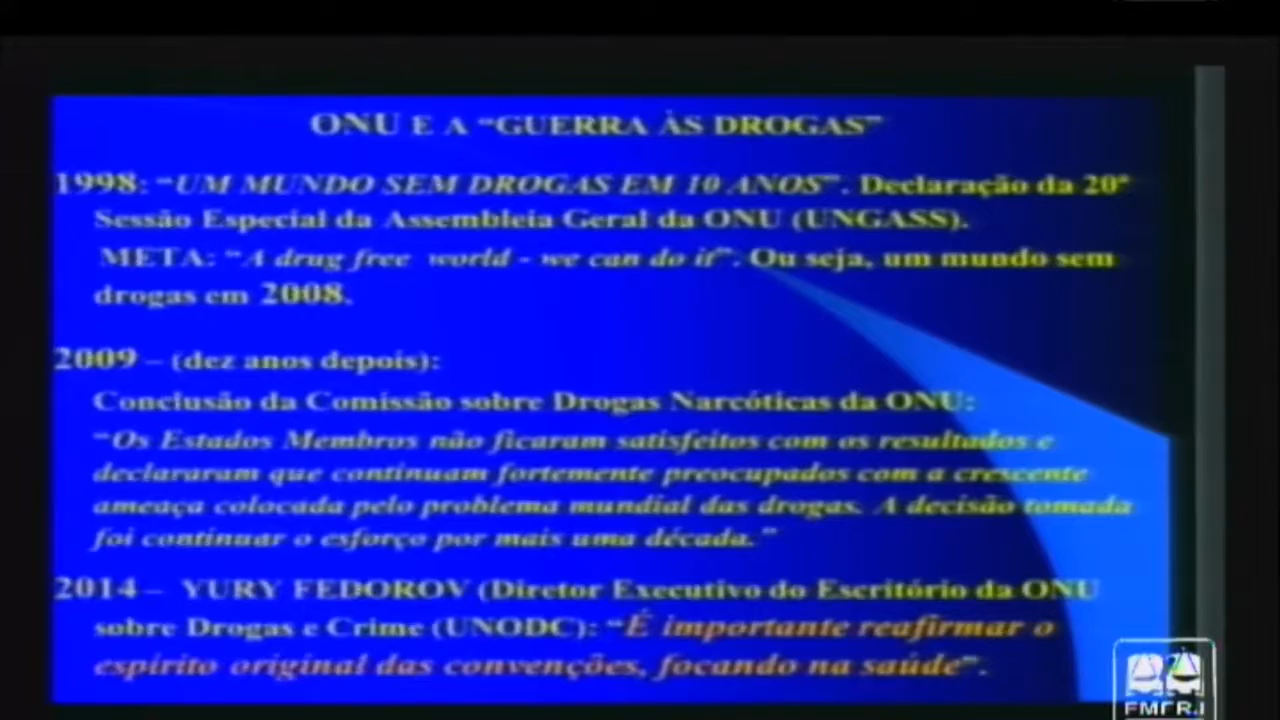 ONU E A “GUERRA ÀS DROGAS”
1998: “UM MUNDO SEM DROGAS EM 10 ANOS”. Declaração da 20ª
Sessão Especial da Assembleia Geral da ONU (UNGASS).
META: “A drug free world - we can do it”. Ou seja, um mundo sem
drogas em 2008.
2009 – (dez anos depois):
Conclusão da Comissão sobre Drogas Narcóticas da ONU:
“Os Estados Membros não ficaram satisfeitos com os resultados e
declararam que continuam fortemente preocupados com a crescente
ameaça colocada pelo problema mundial das drogas. A decisão tomada
foi continuar o esforço por mais uma década.”
2014 – YURY FEDOROV (Diretor Executivo do Escritório da ONU
sobre Drogas e Crime (UNODC): “É importante reafirmar o
espírito original das convenções, focando na saúde”.
EMERJ